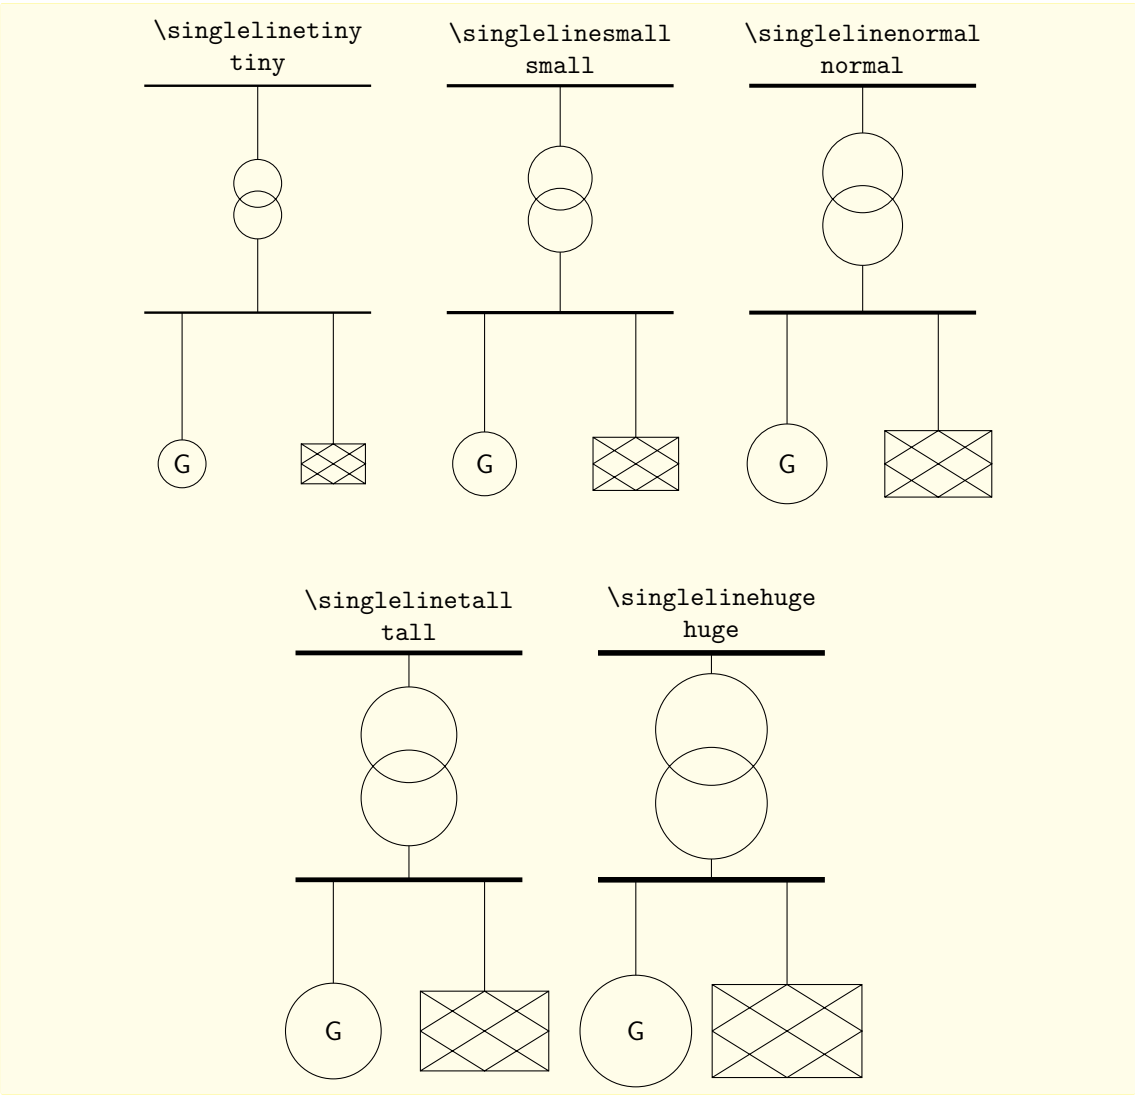 \singlelinetiny
tiny
\singlelinesmall
small
\singlelinenormal
normal
G
G
G
\singlelinetall
tall
\singlelinehuge
huge
G
G